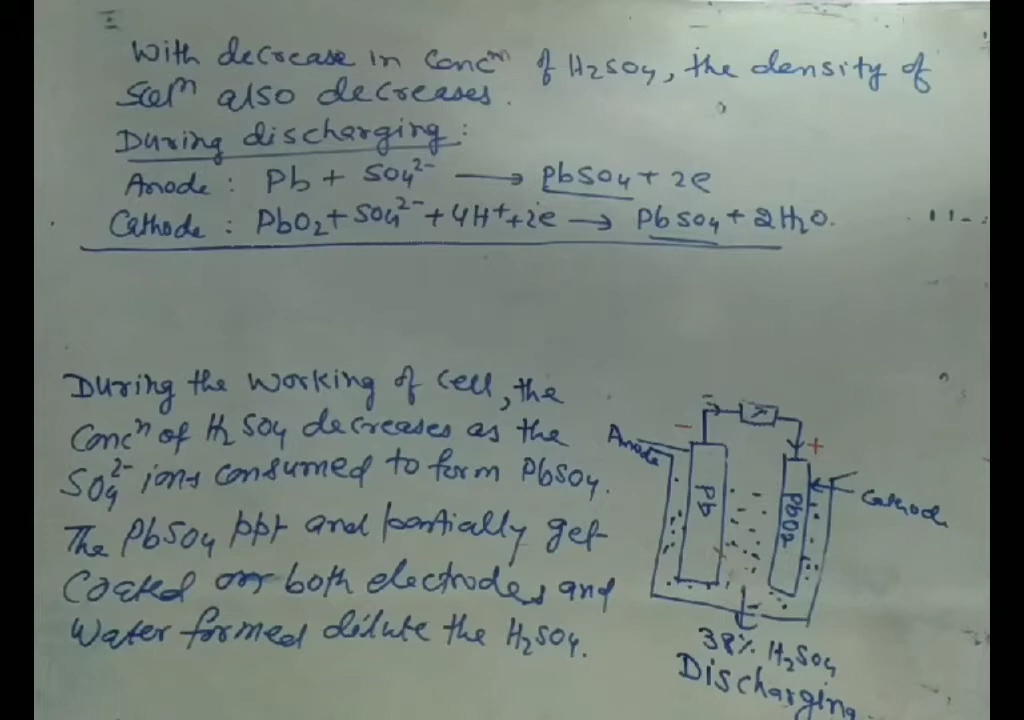 With decrease in concⁿ of H₂SO₄, the density of
solⁿ also decreases.
During discharging:
Anode: Pb + SO₄²⁻ → PbSO₄ + 2e
Cathode: PbO₂ + SO₄²⁻ + 4H⁺ + 2e → PbSO₄ + 2H₂O.
During the working of cell, the
concⁿ of H₂SO₄ decreases as the
SO₄²⁻ ions consumed to form PbSO₄.
The PbSO₄ ppt and partially get
coated on both electrodes and
water formed dilute the H₂SO₄.
Anode
−
+
Pb
PbO₂
Cathode
38% H₂SO₄
Discharging